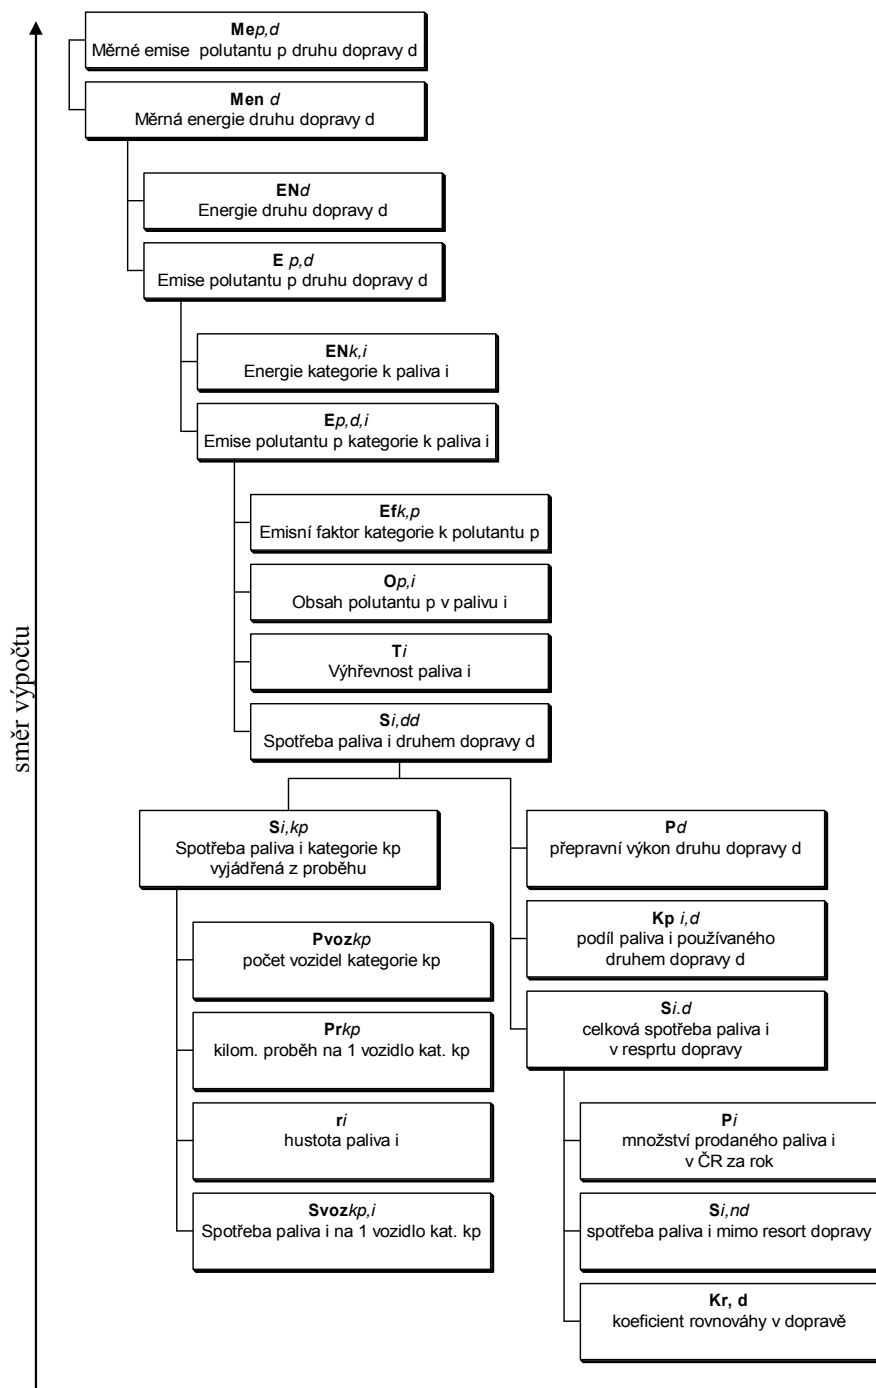 Mep,d
Měrné emise polutantu p druhu dopravy d
Men d
Měrná energie druhu dopravy d
ENd
Energie druhu dopravy d
E p,d
Emise polutantu p druhu dopravy d
ENk,i
Energie kategorie k paliva i
Ep,d,i
Emise polutantu p kategorie k paliva i
Efk,p
Emisní faktor kategorie k polutantu p
Op,i
Obsah polutantu p v palivu i
Ti
Výhřevnost paliva i
Si,dd
Spotřeba paliva i druhem dopravy d
směr výpočtu
Si,kp
Spotřeba paliva i kategorie kp
vyjádřená z proběhu
Pvozkp
počet vozidel kategorie kp
Prkp
kilom. proběh na 1 vozidlo kat. kp
ri
hustota paliva i
Svozkp,i
Spotřeba paliva i na 1 vozidlo kat. kp
Pd
přepravní výkon druhu dopravy d
Kp i,d
podíl paliva i používaného
druhem dopravy d
Si.d
celková spotřeba paliva i
v resprtu dopravy
Pi
množství prodaného paliva i
v ČR za rok
Si,nd
spotřeba paliva i mimo resort dopravy
Kr, d
koeficient rovnováhy v dopravě